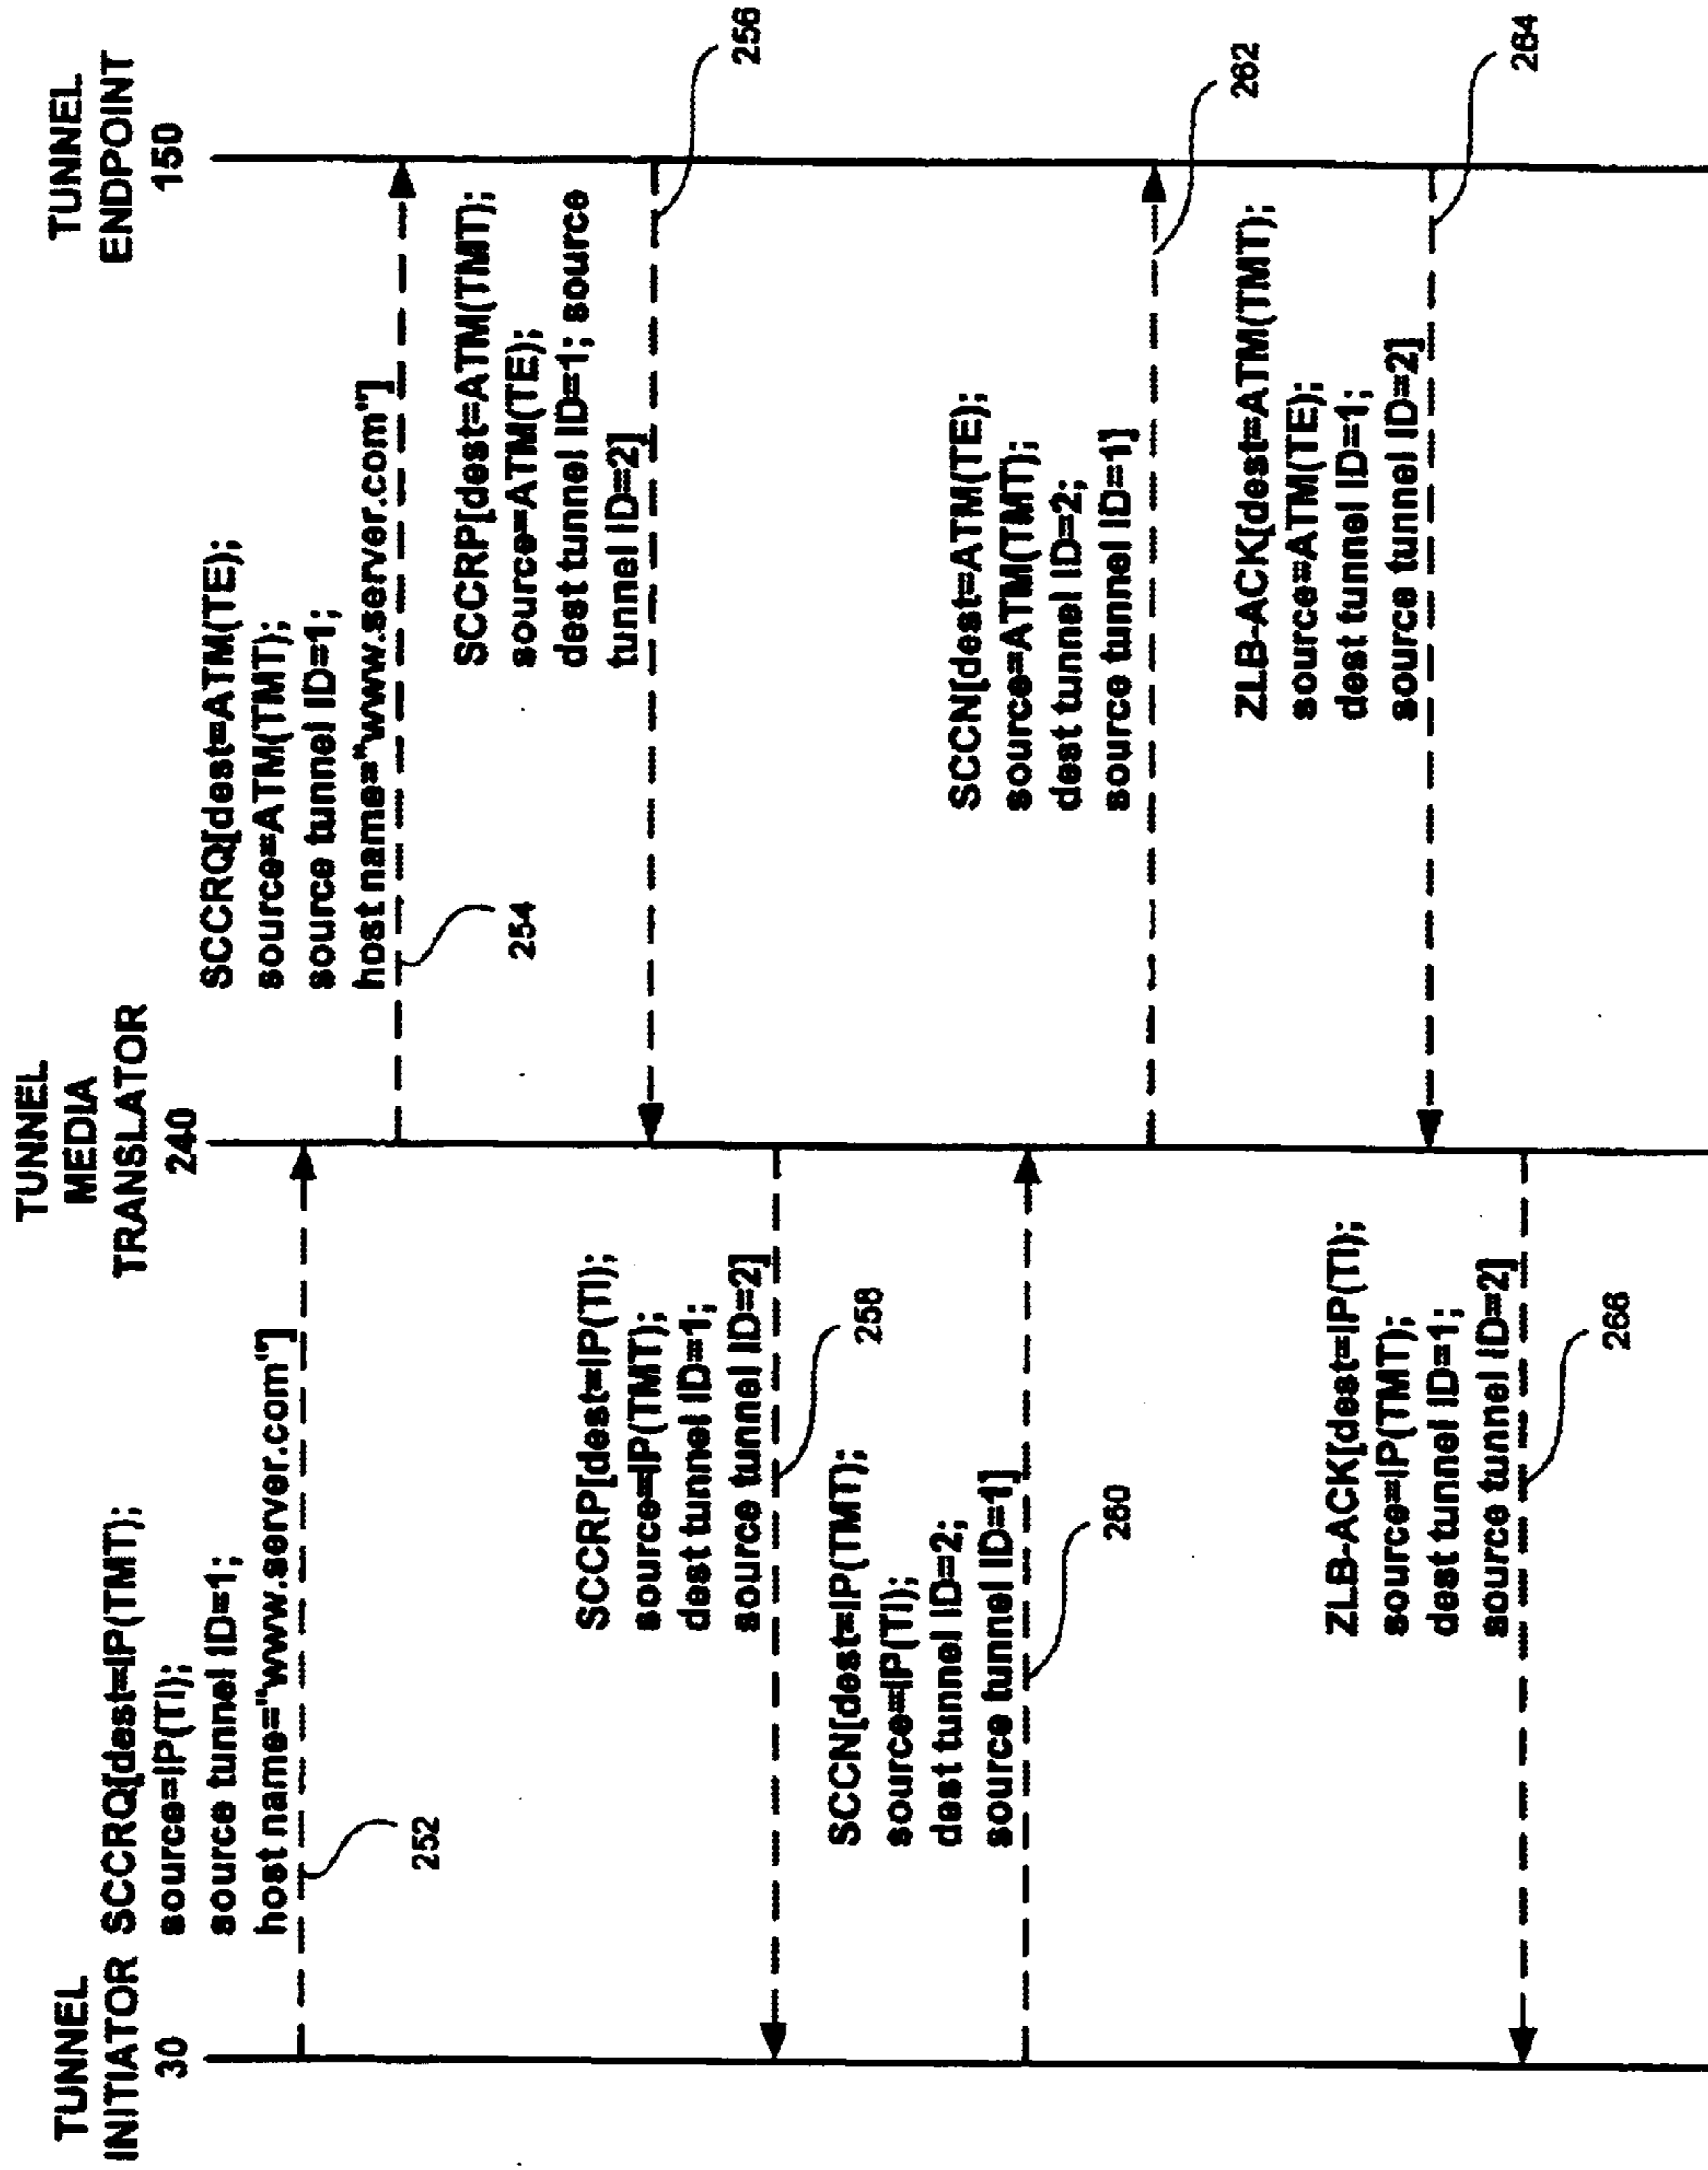 TUNNEL
INITIATOR
30
TUNNEL
MEDIA
TRANSLATOR
240
TUNNEL
ENDPOINT
150
SCCRQ[dest=IP(TMT);
source=IP(TI);
source tunnel ID=1;
host name="www.server.com"]
252
SCCRQ[dest=ATM(TE);
source=ATM(TMT);
source tunnel ID=1;
host name="www.server.com"]
254
SCCRP[dest=ATM(TMT);
source=ATM(TE);
dest tunnel ID=1; source
tunnel ID=2]
256
SCCRP[dest=IP(TI);
source=IP(TMT);
dest tunnel ID=1;
source tunnel ID=2]
258
SCCN[dest=IP(TMT);
source=IP(TI);
dest tunnel ID=2;
source tunnel ID=1]
260
SCCN[dest=ATM(TE);
source=ATM(TMT);
dest tunnel ID=2;
source tunnel ID=1]
262
ZLB-ACK[dest=ATM(TMT);
source=ATM(TE);
dest tunnel ID=1;
source tunnel ID=2]
264
ZLB-ACK[dest=IP(TI);
source=IP(TMT);
dest tunnel ID=1;
source tunnel ID=2]
266